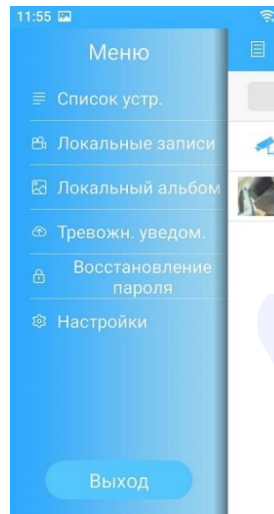 11:55
Меню
Список устр.
Локальные записи
Локальный альбом
Тревожн. уведом.
Восстановление
пароля
Настройки
Выход